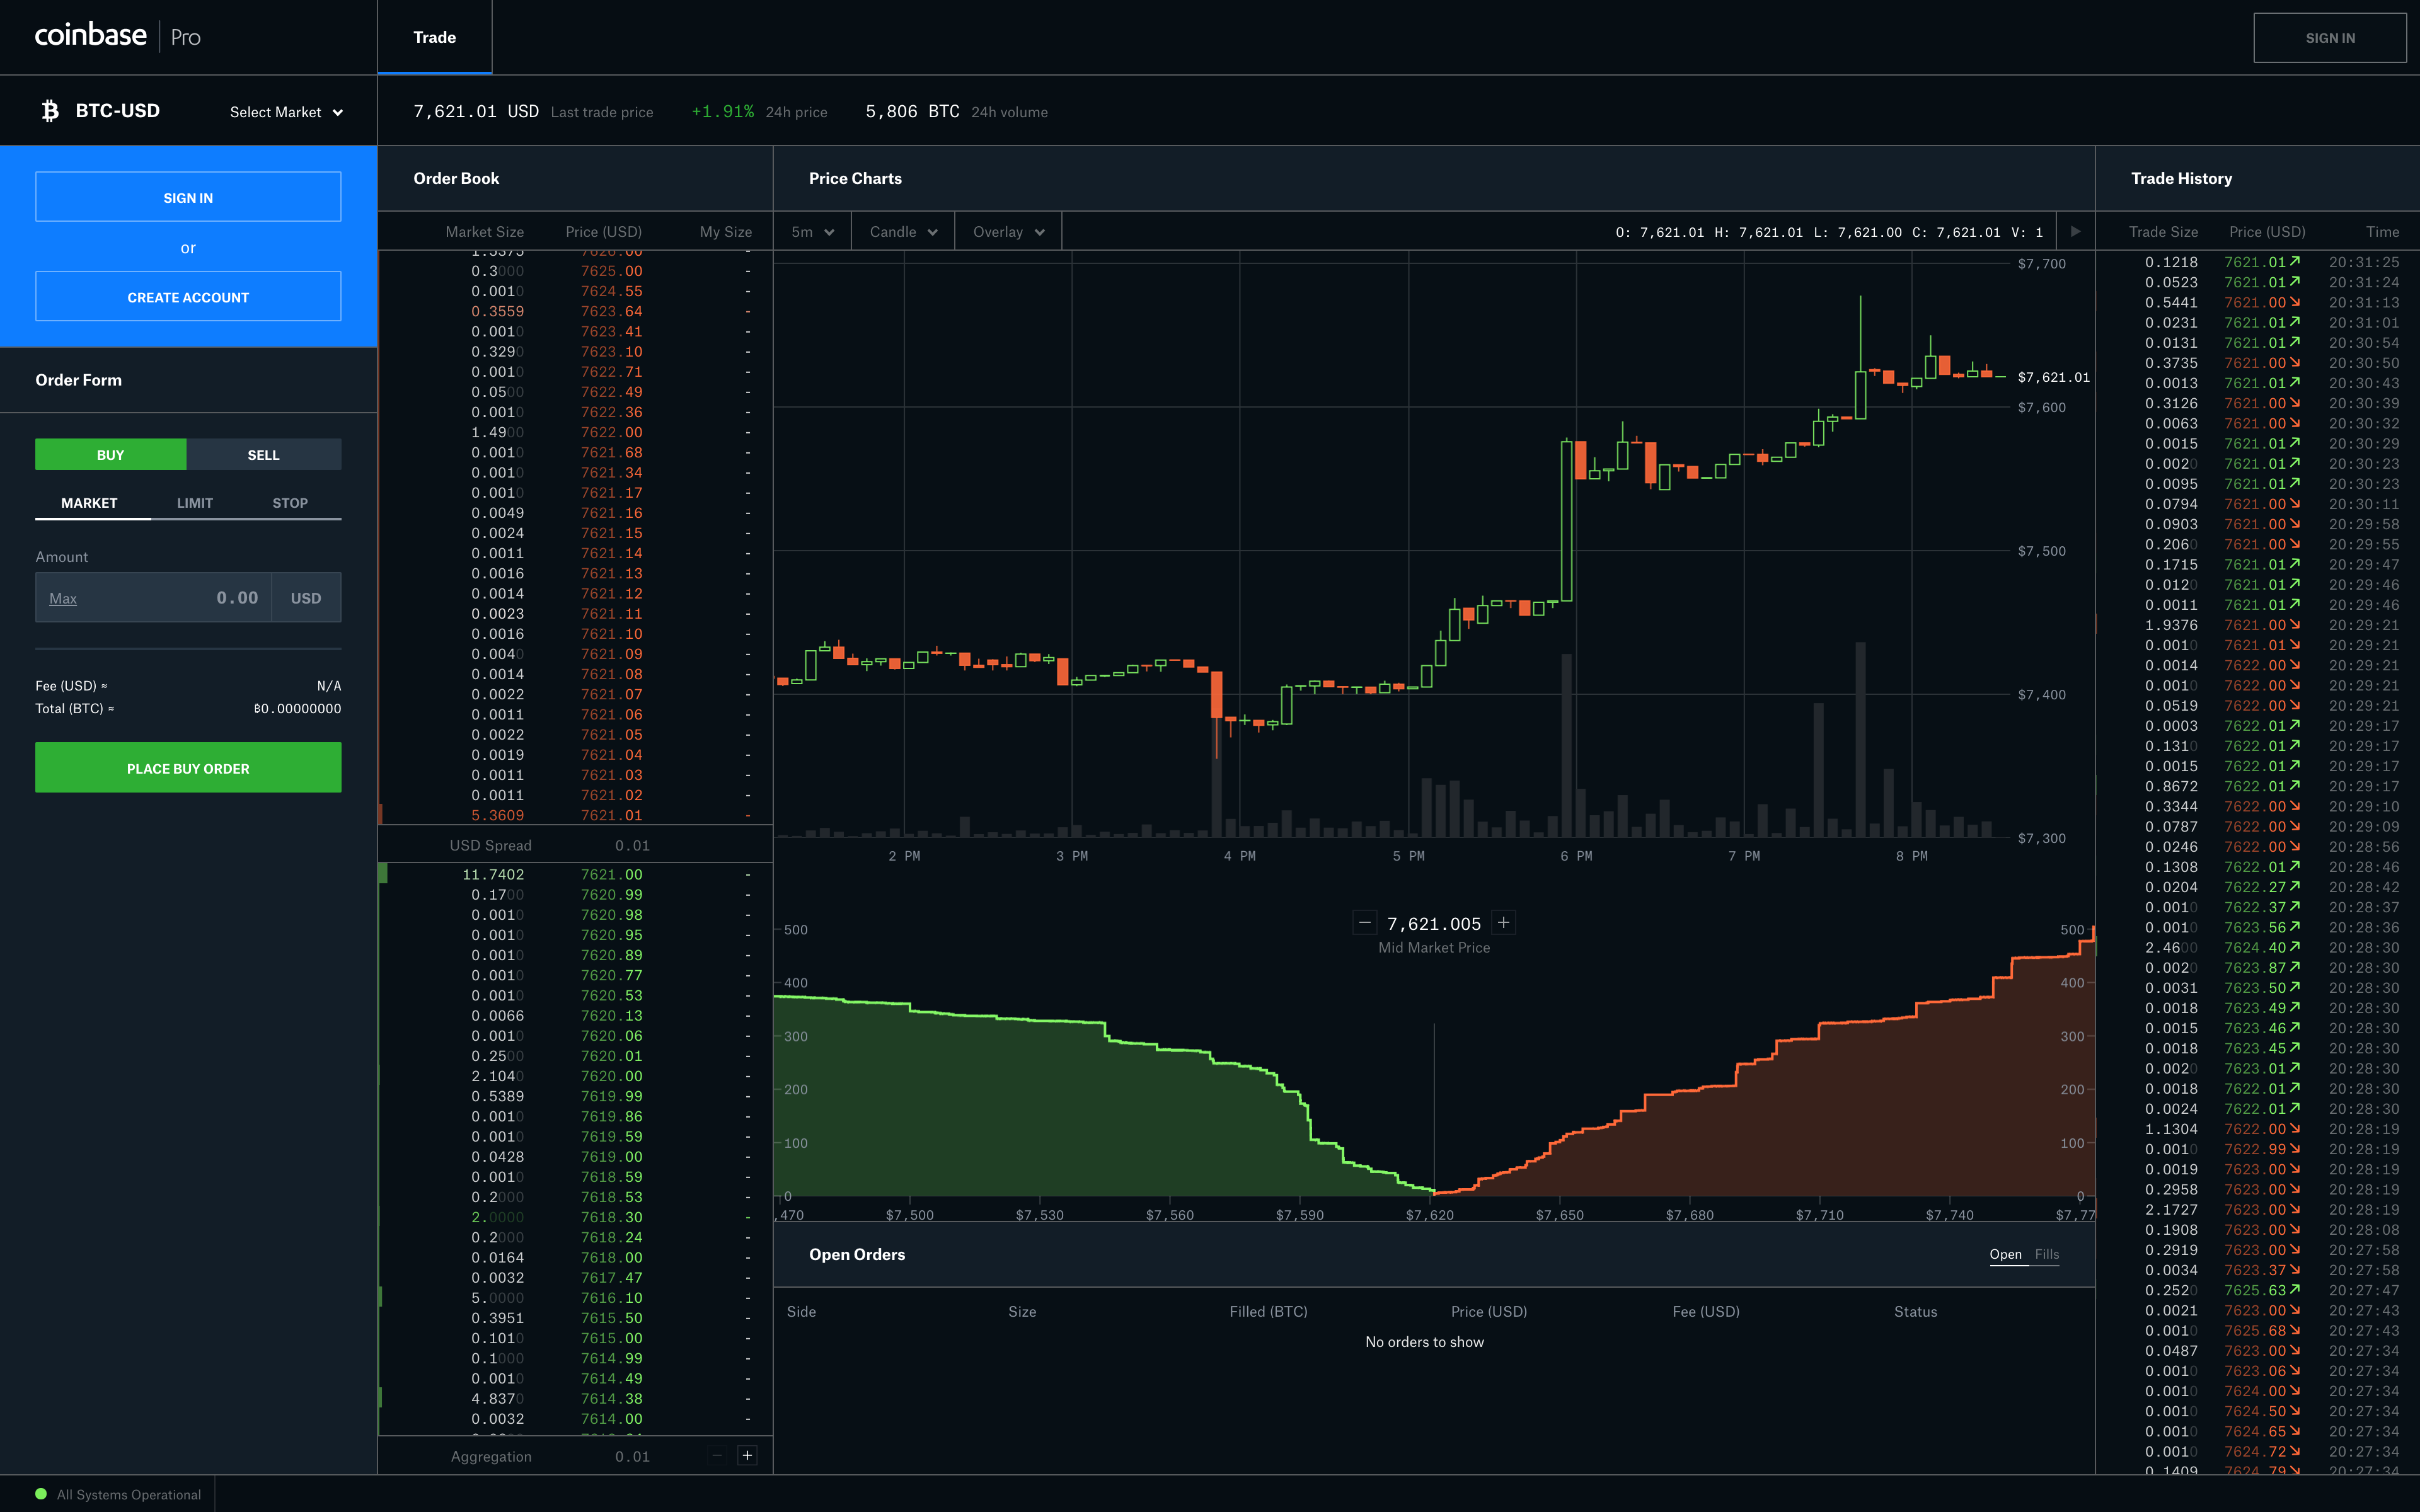 coinbase Pro
Trade
SIGN IN
BTC-USD
Select Market
7,621.01 USD Last trade price +1.91% 24h price 5,806 BTC 24h volume
SIGN IN
or
CREATE ACCOUNT
Order Form
BUY SELL
MARKET LIMIT STOP
Amount
Max 0.00 USD
Fee (USD) ≈ N/A
Total (BTC) ≈ ฿0.00000000
PLACE BUY ORDER
Order Book
Market Size Price (USD) My Size
1.5375 7626.00 -
0.3000 7625.00 -
0.0010 7624.55 -
0.3559 7623.64 -
0.0010 7623.41 -
0.3290 7623.10 -
0.0010 7622.71 -
0.0500 7622.49 -
0.0010 7622.36 -
1.4900 7622.00 -
0.0010 7621.68 -
0.0010 7621.34 -
0.0010 7621.17 -
0.0049 7621.16 -
0.0024 7621.15 -
0.0011 7621.14 -
0.0016 7621.13 -
0.0014 7621.12 -
0.0023 7621.11 -
0.0016 7621.10 -
0.0040 7621.09 -
0.0014 7621.08 -
0.0022 7621.07 -
0.0011 7621.06 -
0.0022 7621.05 -
0.0019 7621.04 -
0.0011 7621.03 -
0.0011 7621.02 -
5.3609 7621.01 -
USD Spread 0.01
11.7402 7621.00 -
0.1700 7620.99 -
0.0010 7620.98 -
0.0010 7620.95 -
0.0010 7620.89 -
0.0010 7620.77 -
0.0010 7620.53 -
0.0066 7620.13 -
0.0010 7620.06 -
0.2500 7620.01 -
2.1040 7620.00 -
0.5389 7619.99 -
0.0010 7619.86 -
0.0010 7619.59 -
0.0428 7619.00 -
0.0010 7618.59 -
0.2000 7618.53 -
2.0000 7618.30 -
0.2000 7618.24 -
0.0164 7618.00 -
0.0032 7617.47 -
5.0000 7616.10 -
0.3951 7615.50 -
0.1010 7615.00 -
0.1000 7614.99 -
0.0010 7614.49 -
4.8370 7614.38 -
0.0032 7614.00 -
Aggregation 0.01 − +
Price Charts
5m Candle Overlay
O: 7,621.01 H: 7,621.01 L: 7,621.00 C: 7,621.01 V: 1
$7,700
$7,621.01
$7,600
$7,500
$7,400
$7,300
2 PM 3 PM 4 PM 5 PM 6 PM 7 PM 8 PM
− 7,621.005 +
Mid Market Price
500 500
400 400
300 300
200 200
100 100
0 0
,470 $7,500 $7,530 $7,560 $7,590 $7,620 $7,650 $7,680 $7,710 $7,740 $7,77
Open Orders
Open Fills
Side Size Filled (BTC) Price (USD) Fee (USD) Status
No orders to show
Trade History
Trade Size Price (USD) Time
0.1218 7621.01↗ 20:31:25
0.0523 7621.01↗ 20:31:24
0.5441 7621.00↘ 20:31:13
0.0231 7621.01↗ 20:31:01
0.0131 7621.01↗ 20:30:54
0.3735 7621.00↘ 20:30:50
0.0013 7621.01↗ 20:30:43
0.3126 7621.00↘ 20:30:39
0.0063 7621.00↘ 20:30:32
0.0015 7621.01↗ 20:30:29
0.0020 7621.01↗ 20:30:23
0.0095 7621.01↗ 20:30:23
0.0794 7621.00↘ 20:30:11
0.0903 7621.00↘ 20:29:58
0.2060 7621.00↘ 20:29:55
0.1715 7621.01↗ 20:29:47
0.0120 7621.01↗ 20:29:46
0.0011 7621.01↗ 20:29:46
1.9376 7621.00↘ 20:29:21
0.0010 7621.01↘ 20:29:21
0.0014 7622.00↘ 20:29:21
0.0010 7622.00↘ 20:29:21
0.0519 7622.00↘ 20:29:21
0.0003 7622.01↗ 20:29:17
0.1310 7622.01↗ 20:29:17
0.0015 7622.01↗ 20:29:17
0.8672 7622.01↗ 20:29:17
0.3344 7622.00↘ 20:29:10
0.0787 7622.00↘ 20:29:09
0.0246 7622.00↘ 20:28:56
0.1308 7622.01↗ 20:28:46
0.0204 7622.27↗ 20:28:42
0.0010 7622.37↗ 20:28:37
0.0010 7623.56↗ 20:28:36
2.4600 7624.40↗ 20:28:30
0.0020 7623.87↗ 20:28:30
0.0031 7623.50↗ 20:28:30
0.0018 7623.49↗ 20:28:30
0.0015 7623.46↗ 20:28:30
0.0018 7623.45↗ 20:28:30
0.0020 7623.01↗ 20:28:30
0.0018 7622.01↗ 20:28:30
0.0024 7622.01↗ 20:28:30
1.1304 7622.00↘ 20:28:19
0.0010 7622.99↘ 20:28:19
0.0019 7623.00↘ 20:28:19
0.2958 7623.00↘ 20:28:19
2.1727 7623.00↘ 20:28:19
0.1908 7623.00↘ 20:28:08
0.2919 7623.00↘ 20:27:58
0.0034 7623.37↘ 20:27:58
0.2520 7625.63↗ 20:27:47
0.0021 7623.00↘ 20:27:43
0.0010 7625.68↘ 20:27:43
0.0487 7623.00↘ 20:27:34
0.0010 7623.06↘ 20:27:34
0.0010 7624.00↘ 20:27:34
0.0010 7624.50↘ 20:27:34
0.0010 7624.65↘ 20:27:34
0.0010 7624.72↘ 20:27:34
0.1409 7624.79↘ 20:27:34
All Systems Operational